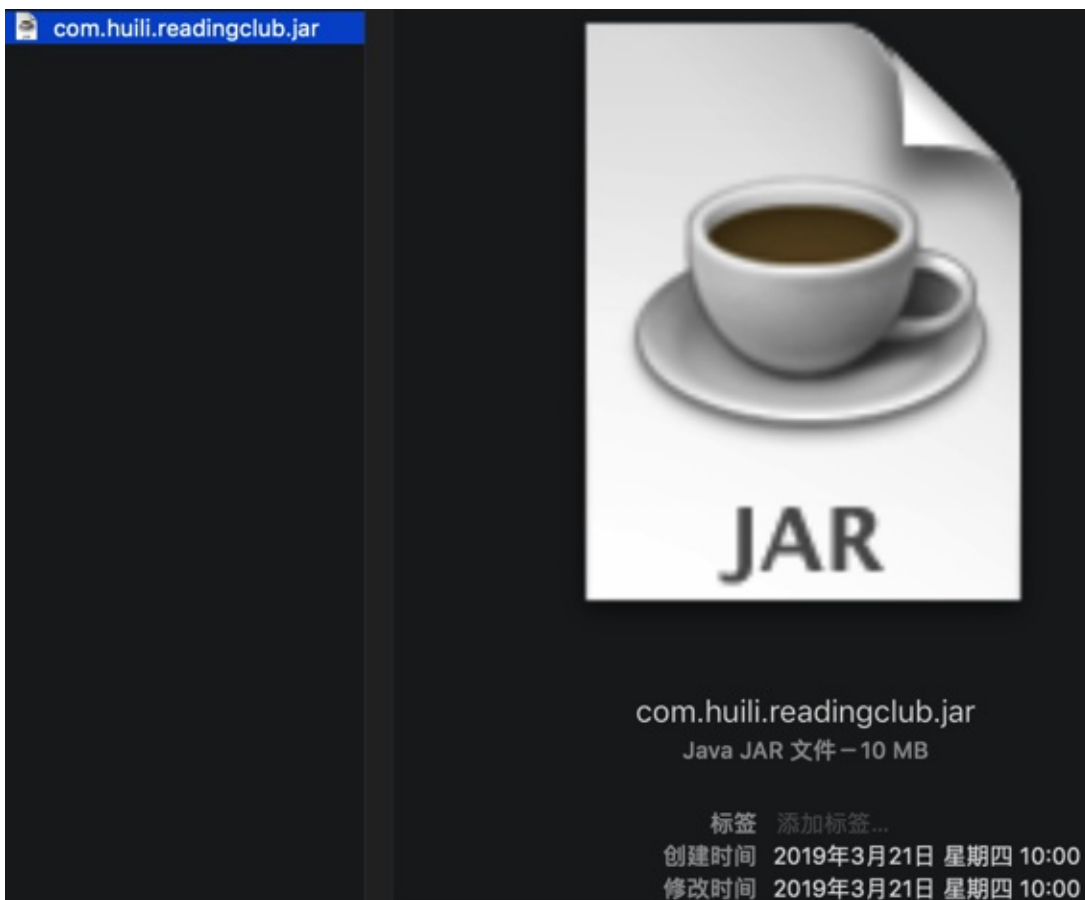 com.huili.readingclub.jar
JAR
com.huili.readingclub.jar
Java JAR 文件 - 10 MB
标签 添加标签...
创建时间 2019年3月21日 星期四 10:00
修改时间 2019年3月21日 星期四 10:00